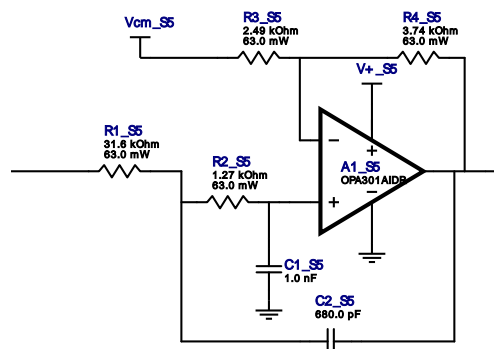 R3_S5
2.49 kOhm
63.0 mW
R4_S5
3.74 kOhm
63.0 mW
Vcm_S5
V+_S5
R1_S5
31.6 kOhm
63.0 mW
R2_S5
1.27 kOhm
63.0 mW
A1_S5
OPA301AIDR
C1_S5
1.0 nF
C2_S5
680.0 pF